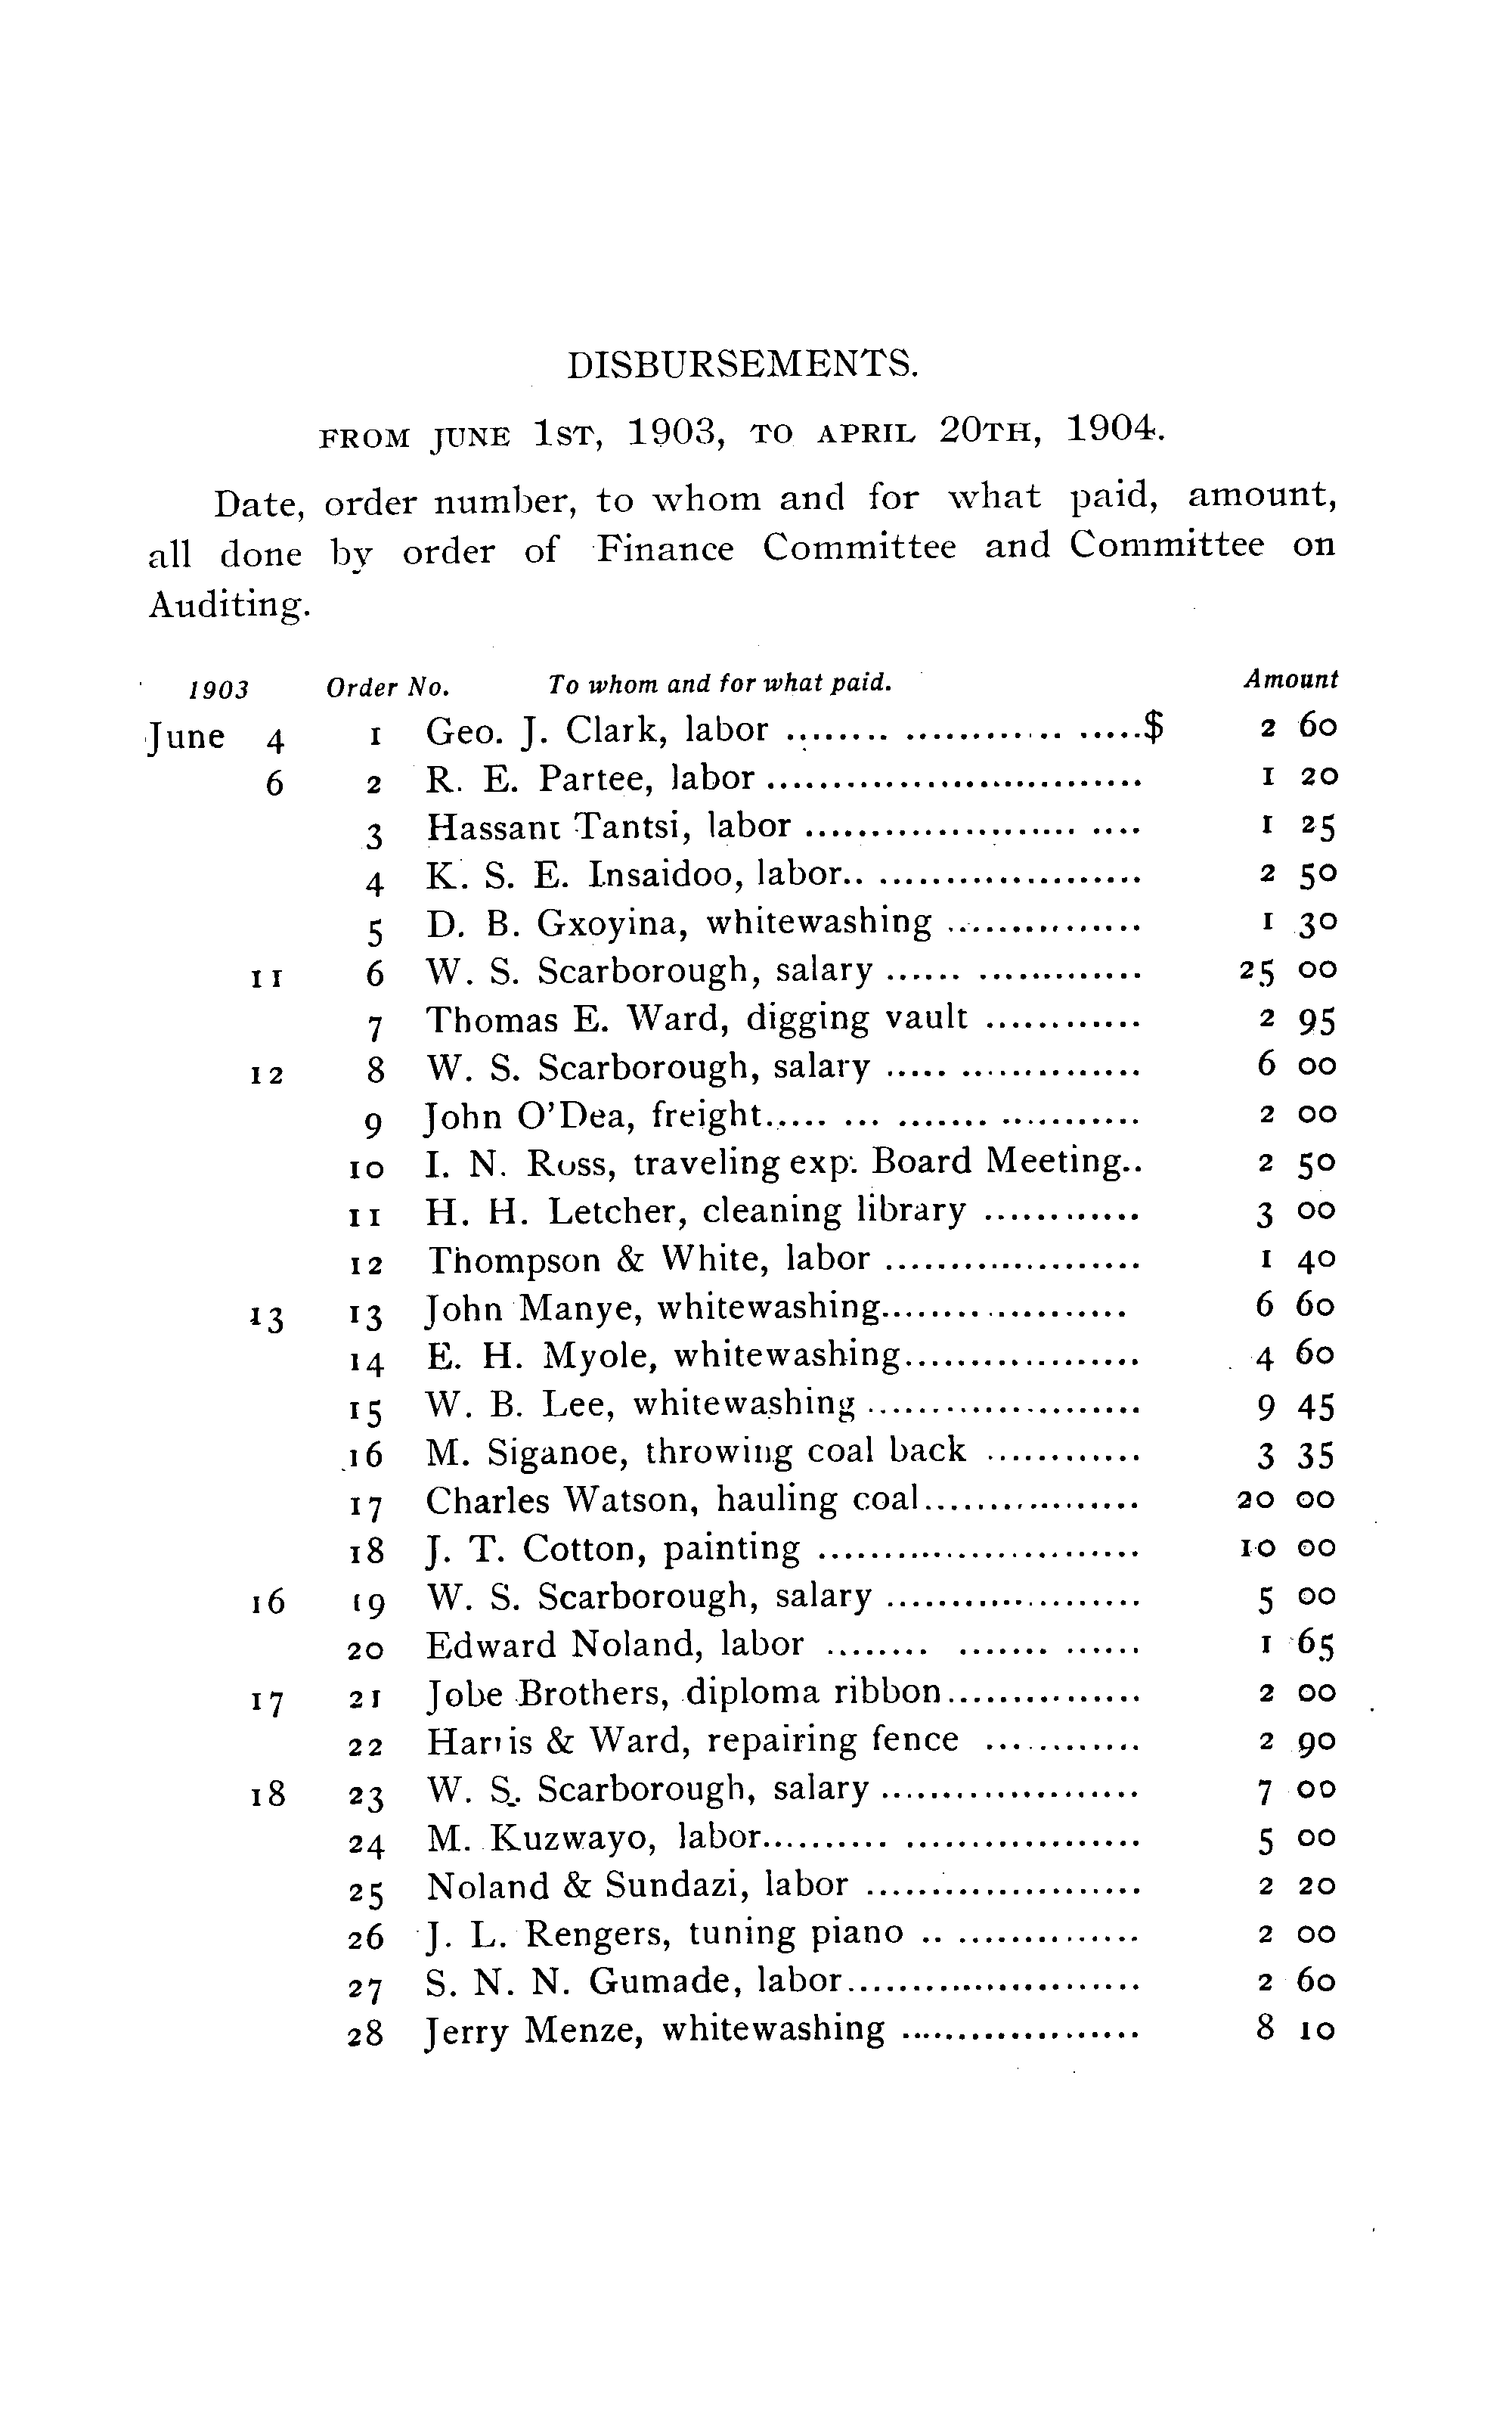 DISBURSEMENTS.
FROM JUNE 1ST, 1903, TO APRIL 20TH, 1904.
Date, order number, to whom and for what paid, amount,
all done by order of Finance Committee and Committee on
Auditing.
1903 Order No. To whom and for what paid. Amount
June 4 1 Geo. J. Clark, labor ........ ............ .. .....$ 2 60
6 2 R. E. Partee, labor ............................. 1 20
3 Hassant Tantsi, labor ..................... .... 1 25
4 K. S. E. Insaidoo, labor.. .................... 2 50
5 D. B. Gxoyina, whitewashing ............... 1 30
11 6 W. S. Scarborough, salary ...... ............. 25 00
7 Thomas E. Ward, digging vault ............ 2 95
12 8 W. S. Scarborough, salary ..... .............. 6 00
9 John O'Dea, freight...... ... ....... ........... 2 00
10 I. N. Ross, traveling exp. Board Meeting.. 2 50
11 H. H. Letcher, cleaning library ............ 3 00
12 Thompson & White, labor .................... 1 40
13 13 John Manye, whitewashing................... 6 60
14 E. H. Myole, whitewashing.................. 4 60
15 W. B. Lee, whitewashing ..................... 9 45
16 M. Siganoe, throwing coal back ............ 3 35
17 Charles Watson, hauling coal................. 20 00
18 J. T. Cotton, painting ......................... 10 00
16 19 W. S. Scarborough, salary .................... 5 00
20 Edward Noland, labor ........ ....... ...... 1 65
17 21 Jobe Brothers, diploma ribbon............... 2 00
22 Harris & Ward, repairing fence ............ 2 90
18 23 W. S. Scarborough, salary .................... 7 00
24 M. Kuzwayo, labor.......... .................. 5 00
25 Noland & Sundazi, labor ..................... 2 20
26 J. L. Rengers, tuning piano .. .............. 2 00
27 S. N. N. Gumade, labor....................... 2 60
28 Jerry Menze, whitewashing ................... 8 10